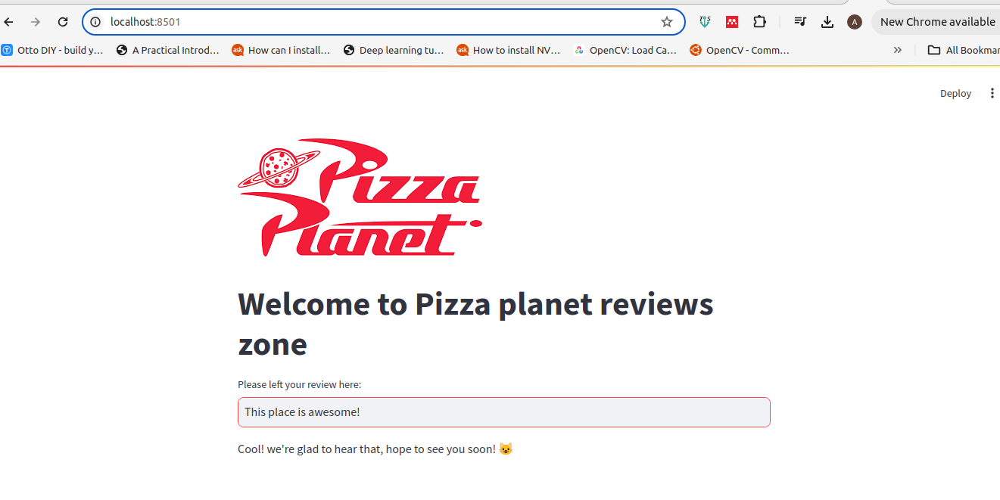 localhost:8501
A
New Chrome available
Otto DIY - build y…
A Practical Introd…
ask
How can I install…
Deep learning tu…
ask
How to install NV…
OpenCV: Load Ca…
OpenCV - Comm…
All Bookmar
Deploy
Pizza
Planet
Welcome to Pizza planet reviews
zone
Please left your review here:
This place is awesome!
Cool! we're glad to hear that, hope to see you soon! 😺